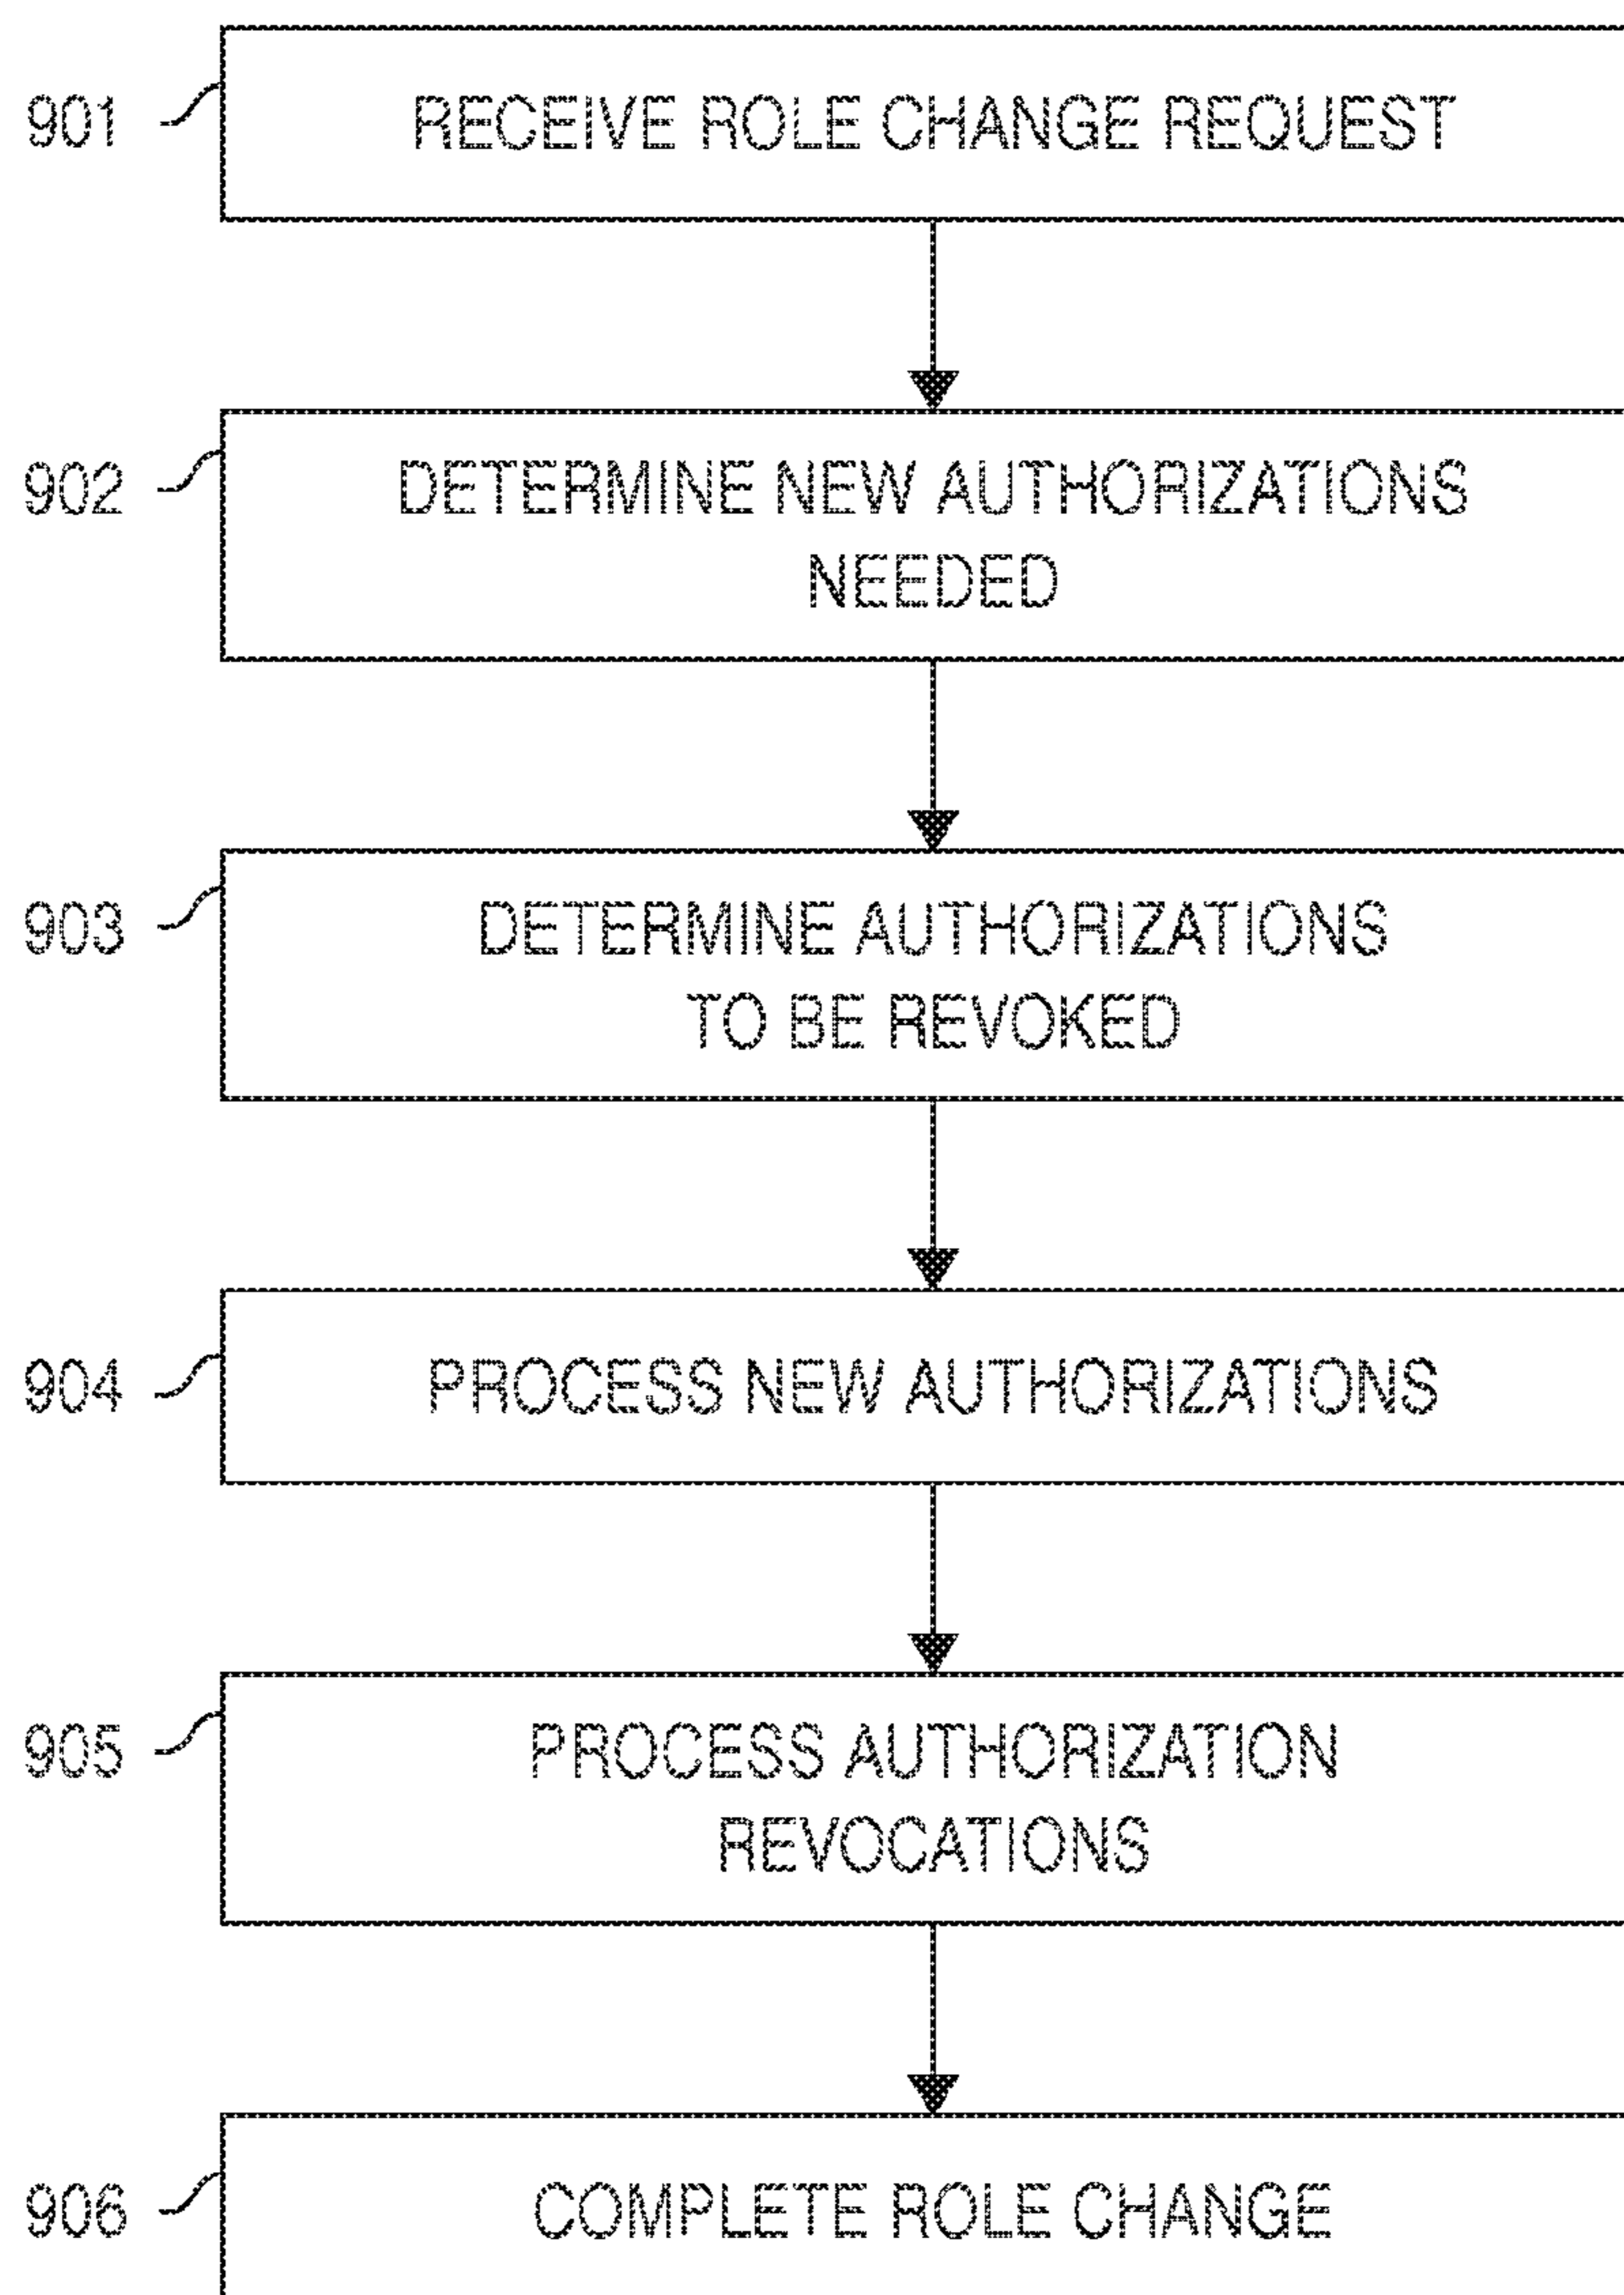 901
RECEIVE ROLE CHANGE REQUEST
902
DETERMINE NEW AUTHORIZATIONS
NEEDED
903
DETERMINE AUTHORIZATIONS
TO BE REVOKED
904
PROCESS NEW AUTHORIZATIONS
905
PROCESS AUTHORIZATION
REVOCATIONS
906
COMPLETE ROLE CHANGE